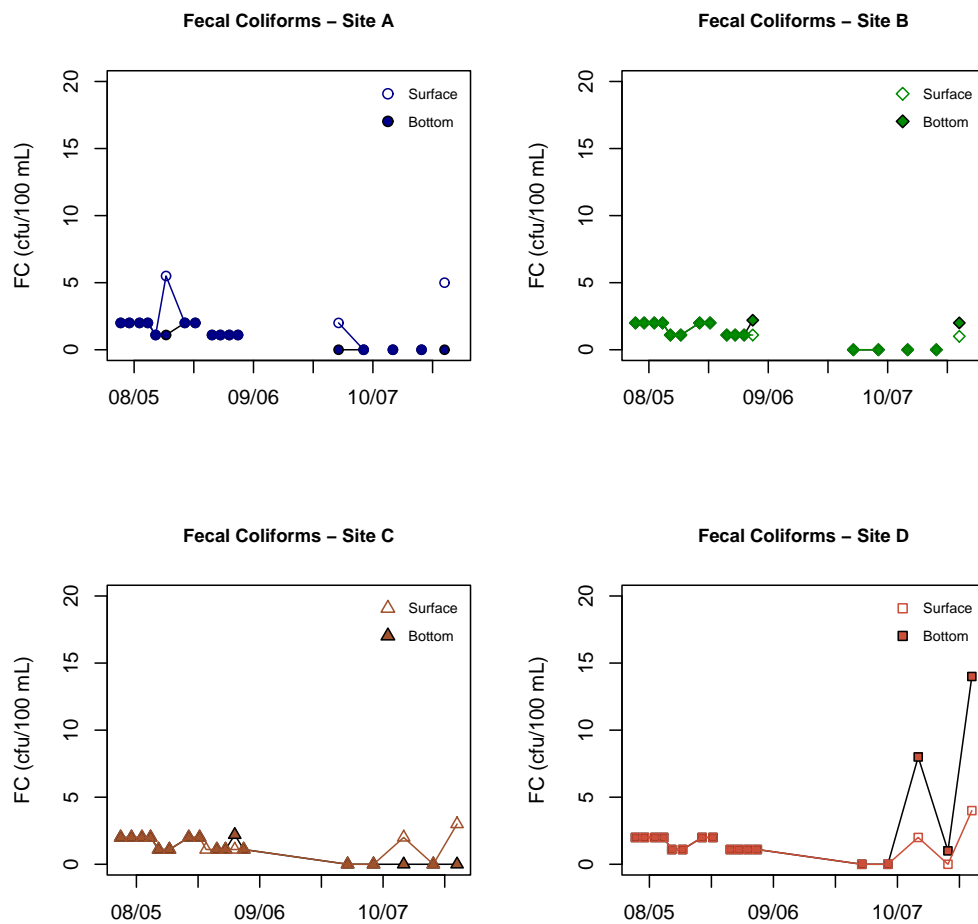 Fecal Coliforms − Site A
FC (cfu/100 mL)
20
15
10
5
0
Surface
Bottom
08/05 09/06 10/07
Fecal Coliforms − Site B
FC (cfu/100 mL)
20
15
10
5
0
Surface
Bottom
08/05 09/06 10/07
Fecal Coliforms − Site C
FC (cfu/100 mL)
20
15
10
5
0
Surface
Bottom
08/05 09/06 10/07
Fecal Coliforms − Site D
FC (cfu/100 mL)
20
15
10
5
0
Surface
Bottom
08/05 09/06 10/07